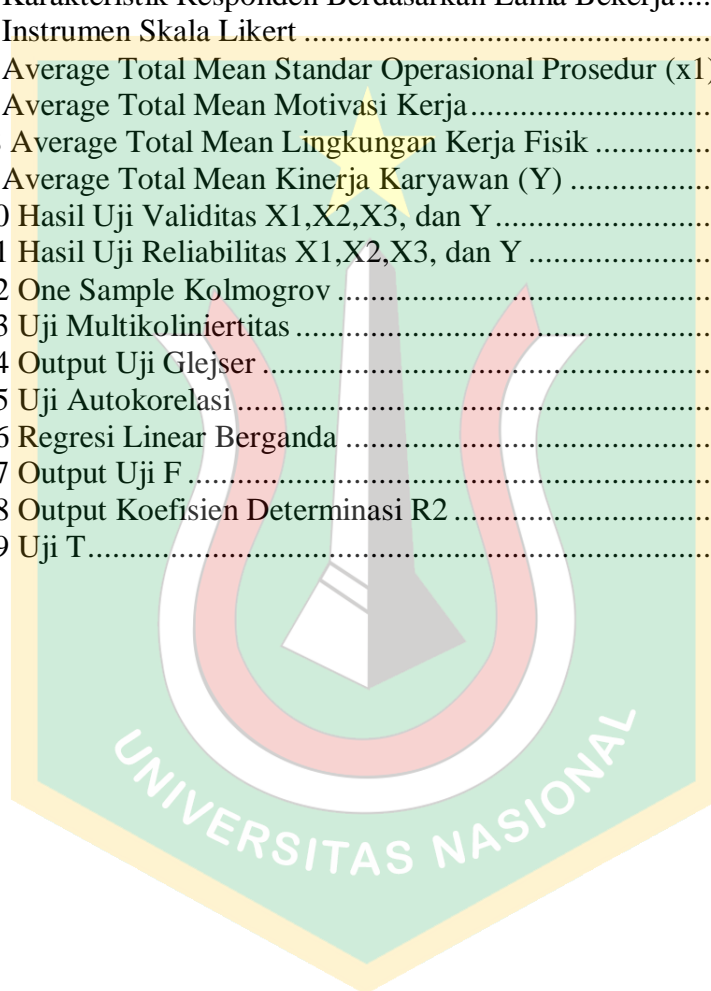 Karakteristik Responden Berdasarkan Lama Bekerja....
Instrumen Skala Likert ........................................................
Average Total Mean Standar Operasional Prosedur (x1)
Average Total Mean Motivasi Kerja.................................
Average Total Mean Lingkungan Kerja Fisik ................
Average Total Mean Kinerja Karyawan (Y) ...................
0 Hasil Uji Validitas X1,X2,X3, dan Y..............................
1 Hasil Uji Reliabilitas X1,X2,X3, dan Y .........................
2 One Sample Kolmogrov ...................................................
3 Uji Multikoliniertitas .........................................................
4 Output Uji Glejser ..............................................................
5 Uji Autokorelasi..................................................................
6 Regresi Linear Berganda ..................................................
7 Output Uji F .........................................................................
8 Output Koefisien Determinasi R2 ...................................
9 Uji T.......................................................................................
UNIVERSITAS NASIONAL